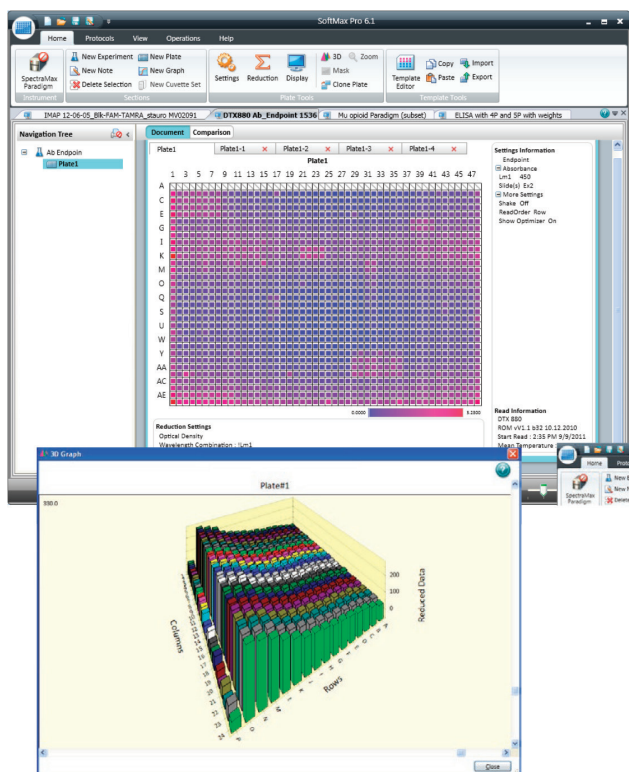 SoftMax Pro 6.1
Home Protocols View Operations Help
SpectraMax Paradigm
New Experiment
New Note
Delete Selection
New Plate
New Graph
New Cuvette Set
Settings
Reduction
Display
3D
Zoom
Mask
Clone Plate
Template Editor
Copy
Paste
Import
Export
Instrument
Sections
Plate Tools
Template Tools
IMAP 12-06-05_Blk-FAM-TAMRA_stauro MV02091
DTX880 Ab_Endpoint 1536
Mu opioid Paradigm (subset)
ELISA with 4P and 5P with weights
Navigation Tree
Ab Endpoin
Plate1
Document Comparison
Plate1 Plate1-1 Plate1-2 Plate1-3 Plate1-4
Plate1
1 3 5 7 9 11 13 15 17 19 21 23 25 27 29 31 33 35 37 39 41 43 45 47
A
C
E
G
I
K
M
O
Q
S
U
W
Y
AA
AC
AE
0.0000
Settings Information
Endpoint
Absorbance
Lm1 450
Slide(s) Ex2
More Settings
Shake Off
ReadOrder Row
Show Optimizer On
Reduction Settings
Optical Density
Wavelength Combination : !Lm1
Read Information
DTX 880
ROM vV1.1 b32 10.12.2010
Start Read : 2:35 PM 9/9/2011
Mean Temperature
Home
SpectraMax Paradigm
3D Graph
Plate#1
Columns
Rows
Reduced Data
200
100
0
Close